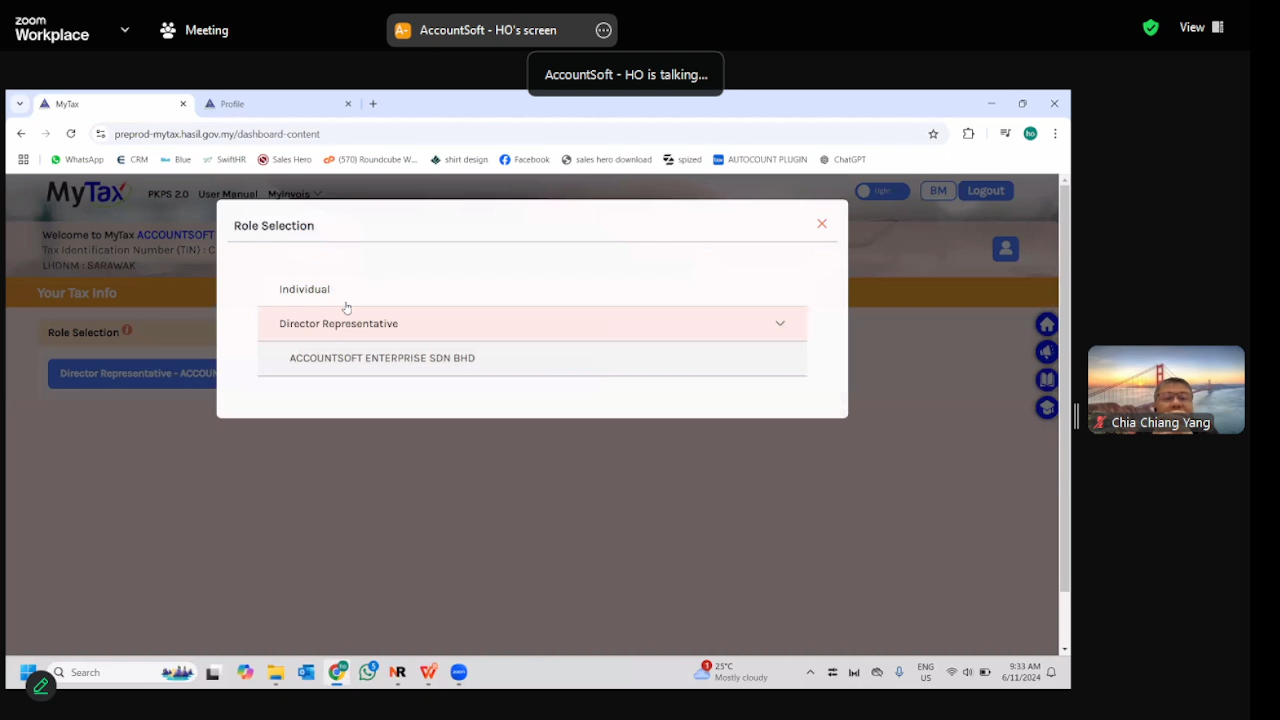 zoom
Workplace
Meeting
A-
AccountSoft - HO's screen
View
AccountSoft - HO is talking...
MyTax
Profile
preprod-mytax.hasil.gov.my/dashboard-content
ho
WhatsApp
CRM
Blue
SwiftHR
Sales Hero
(570) Roundcube W...
shirt design
Facebook
sales hero download
spized
AUTOCOUNT PLUGIN
ChatGPT
MyTax
PKPS 2.0
User Manual
MyInvois
Light
BM
Logout
Role Selection
Welcome to MyTax ACCOUNTSOFT
Tax Identification Number (TIN) : C
LHDNM : SARAWAK
Your Tax Info
Individual
Role Selection
Director Representative
ACCOUNTSOFT ENTERPRISE SDN BHD
Director Representative - ACCOUN
Chia Chiang Yang
Search
25°C
Mostly cloudy
ENG
US
9:33 AM
6/11/2024